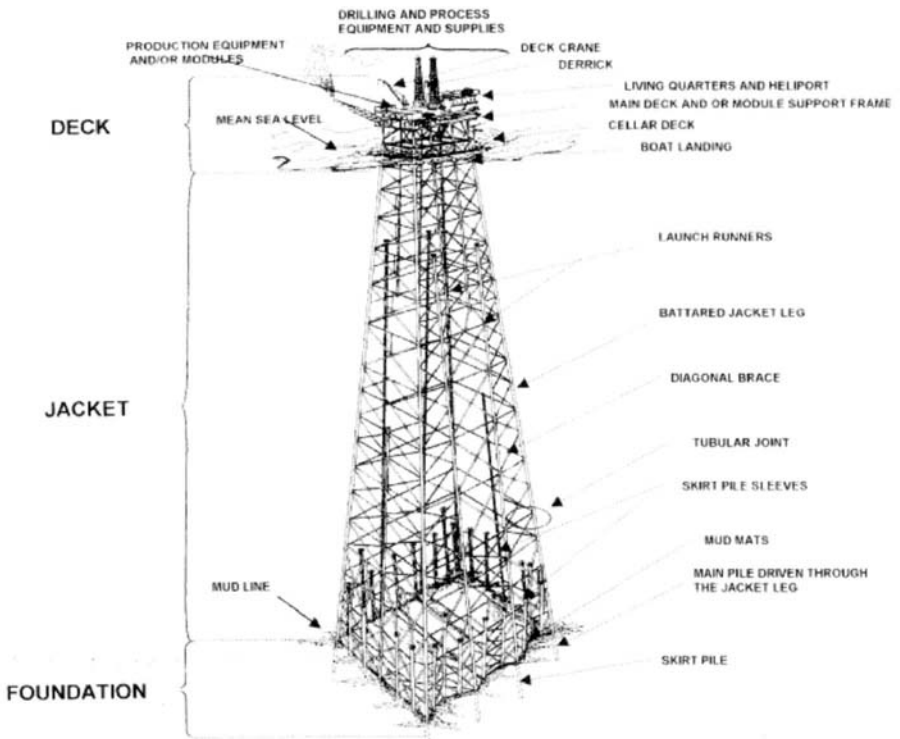 DRILLING AND PROCESS
EQUIPMENT AND SUPPLIES
PRODUCTION EQUIPMENT
AND/OR MODULES
DECK CRANE
DERRICK
LIVING QUARTERS AND HELIPORT
MAIN DECK AND OR MODULE SUPPORT FRAME
DECK
MEAN SEA LEVEL
CELLAR DECK
BOAT LANDING
LAUNCH RUNNERS
BATTARED JACKET LEG
DIAGONAL BRACE
JACKET
TUBULAR JOINT
SKIRT PILE SLEEVES
MUD MATS
MAIN PILE DRIVEN THROUGH
THE JACKET LEG
MUD LINE
SKIRT PILE
FOUNDATION